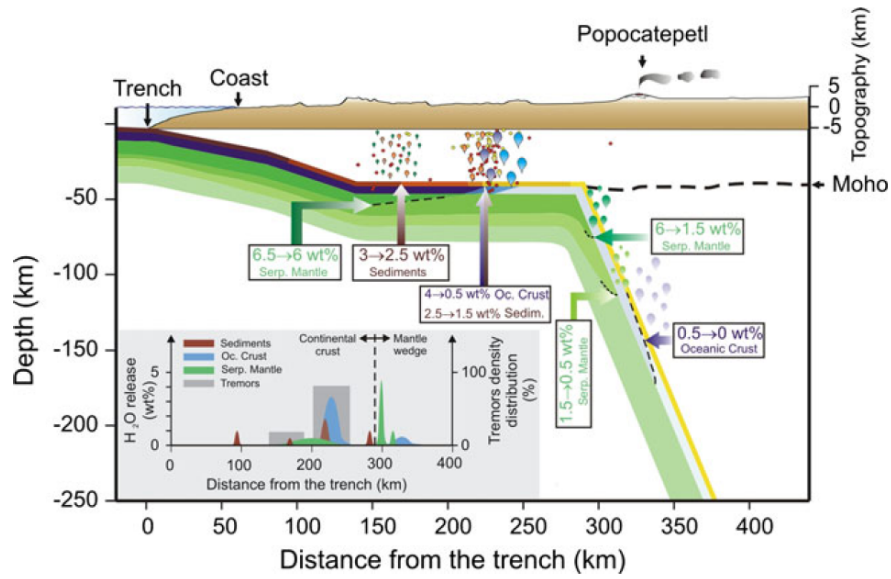 Popocatepetl
Trench
Coast
Topography (km)
5
0
-5
Moho
Depth (km)
-50
-100
-150
-200
-250
6.5→6 wt%
Serp. Mantle
3→2.5 wt%
Sediments
4→0.5 wt% Oc. Crust
2.5→1.5 wt% Sedim.
6→1.5 wt%
Serp. Mantle
1.5→0.5 wt%
Serp. Mantle
0.5→0 wt%
Oceanic Crust
Sediments
Oc. Crust
Serp. Mantle
Tremors
Continental
crust
Mantle
wedge
H2O release
(wt%)
5
0
100
0
Tremors density
distribution
(%)
0 100 200 300 400
Distance from the trench (km)
0 50 100 150 200 250 300 350 400
Distance from the trench (km)